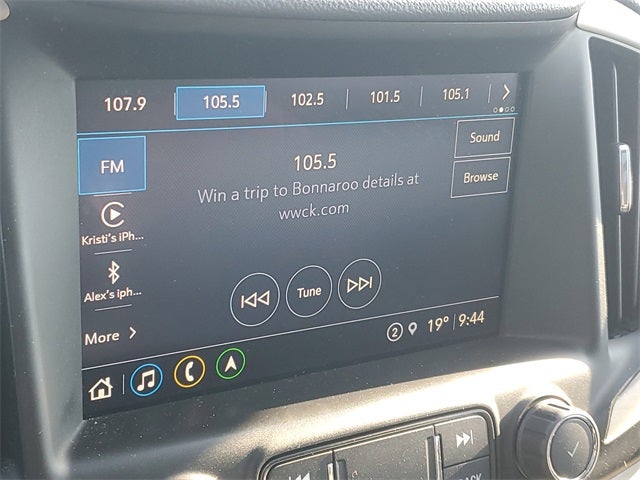 107.9 105.5 102.5 101.5 105.1
Sound
FM
105.5
Browse
Win a trip to Bonnaroo details at
wwck.com
Kristi's iPh...
Alex's iph...
Tune
More
2 19° 9:44
BACK